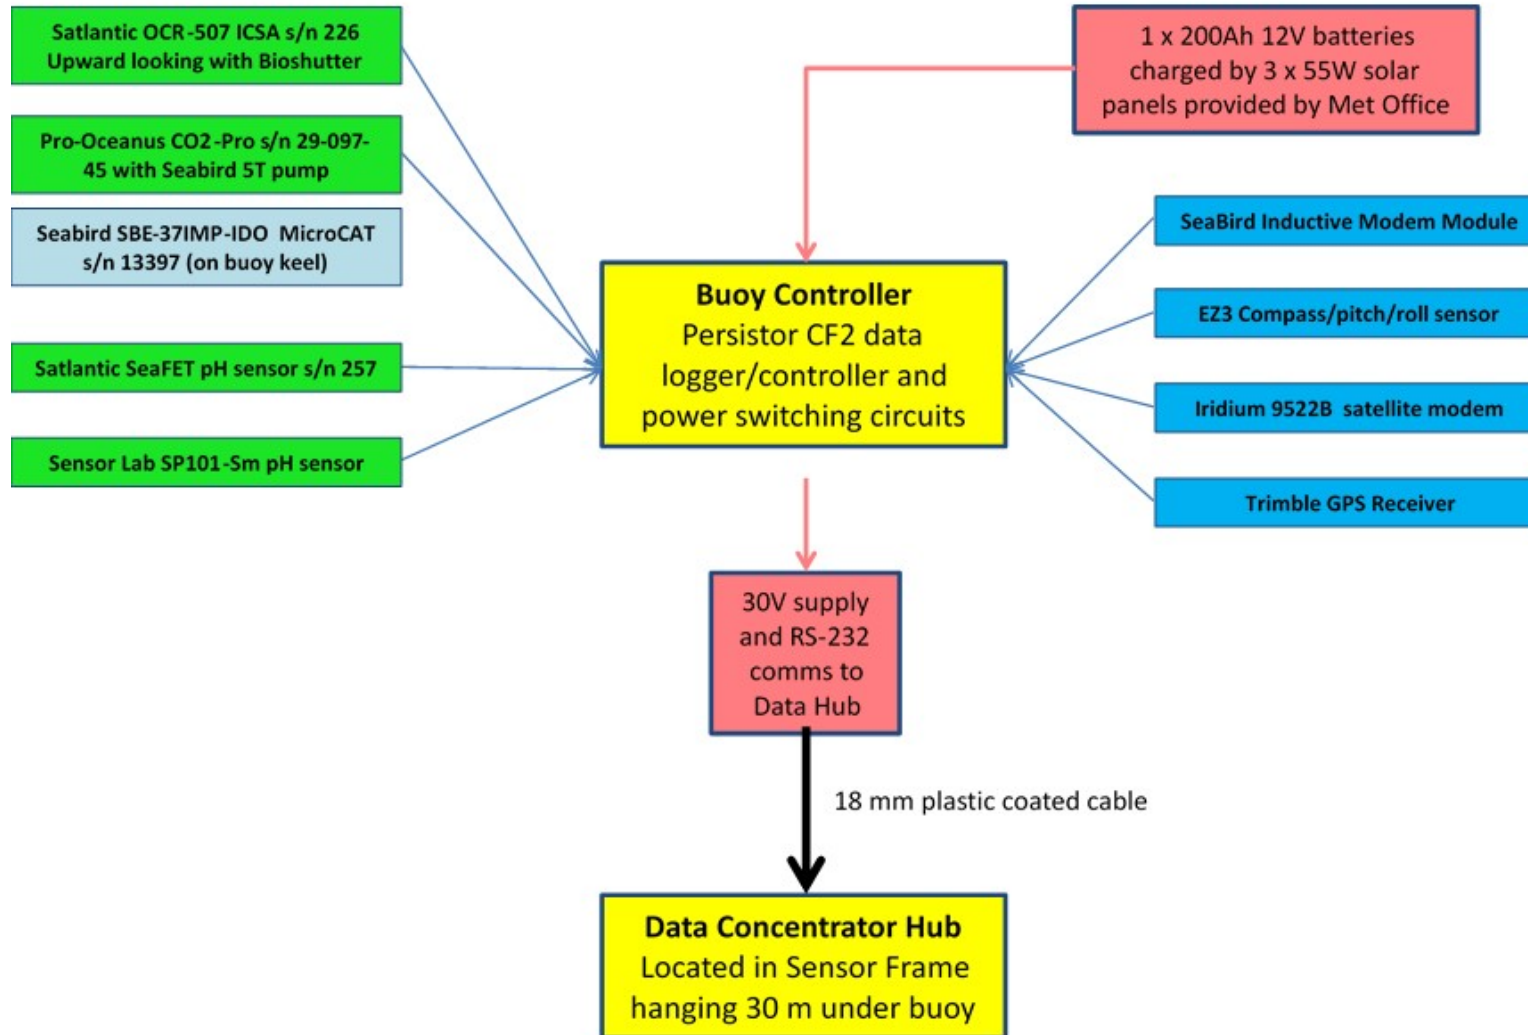 Satlantic OCR-507 ICSA s/n 226
Upward looking with Bioshutter
Pro-Oceanus CO2-Pro s/n 29-097-
45 with Seabird 5T pump
Seabird SBE-37IMP-IDO MicroCAT
s/n 13397 (on buoy keel)
Satlantic SeaFET pH sensor s/n 257
Sensor Lab SP101-Sm pH sensor
1 x 200Ah 12V batteries
charged by 3 x 55W solar
panels provided by Met Office
Buoy Controller
Persistor CF2 data
logger/controller and
power switching circuits
SeaBird Inductive Modem Module
EZ3 Compass/pitch/roll sensor
Iridium 9522B satellite modem
Trimble GPS Receiver
30V supply
and RS-232
comms to
Data Hub
18 mm plastic coated cable
Data Concentrator Hub
Located in Sensor Frame
hanging 30 m under buoy